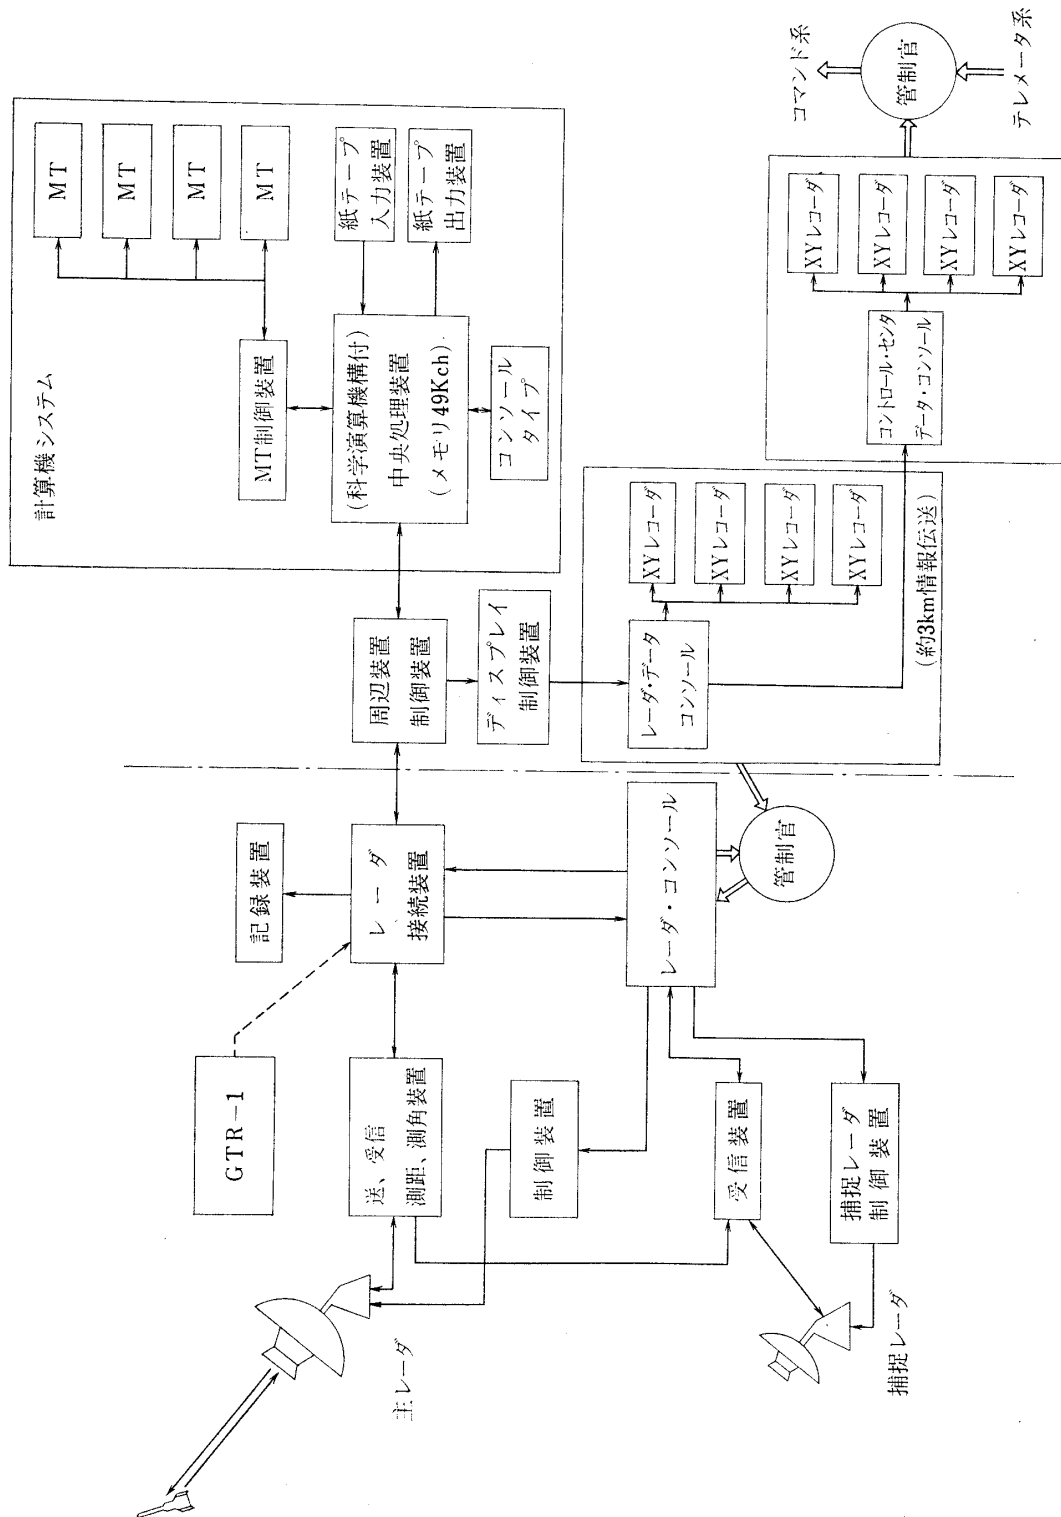 主レーダ
捕捉レーダ
GTR-1
送、受信
測距、測角装置
制御装置
受信装置
捕捉レーダ
制御装置
記録装置
レーダ
接続装置
レーダ・コンソール
管制官
周辺装置
制御装置
ディスプレイ
制御装置
レーダ・データ
コンソール
XYレコーダ
XYレコーダ
XYレコーダ
XYレコーダ
(約3km情報伝送)
計算機システム
MT制御装置
MT
MT
MT
MT
(科学演算機構付)
中央処理装置
(メモリ49Kch)
紙テープ
入力装置
紙テープ
出力装置
コンソール
タイプ
コントロール・センタ
データ・コンソール
XYレコーダ
XYレコーダ
XYレコーダ
XYレコーダ
コマンド系
管制官
テレメータ系